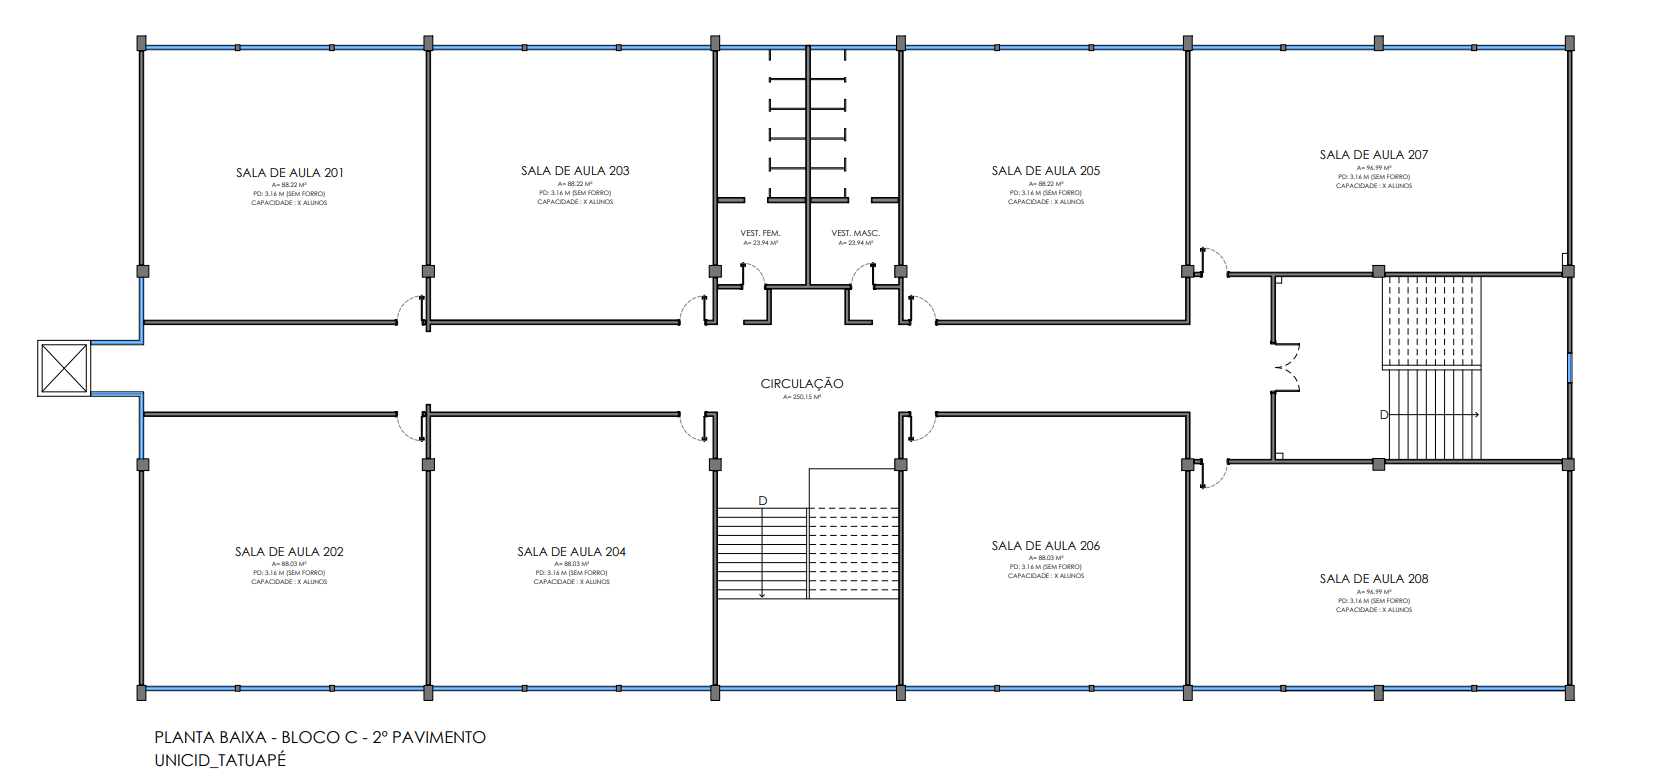 SALA DE AULA 201
A= 88.22 M²
PD: 3.16 M (SEM FORRO)
CAPACIDADE : X ALUNOS
SALA DE AULA 203
A= 88.22 M²
PD: 3.16 M (SEM FORRO)
CAPACIDADE : X ALUNOS
SALA DE AULA 205
A= 88.22 M²
PD: 3.16 M (SEM FORRO)
CAPACIDADE : X ALUNOS
SALA DE AULA 207
A= 96.99 M²
PD: 3.16 M (SEM FORRO)
CAPACIDADE : X ALUNOS
VEST. FEM.
A= 23.94 M²
VEST. MASC.
A= 23.94 M²
CIRCULAÇÃO
A= 250.15 M²
D
D
SALA DE AULA 202
A= 88.03 M²
PD: 3.16 M (SEM FORRO)
CAPACIDADE : X ALUNOS
SALA DE AULA 204
A= 88.03 M²
PD: 3.16 M (SEM FORRO)
CAPACIDADE : X ALUNOS
SALA DE AULA 206
A= 88.03 M²
PD: 3.16 M (SEM FORRO)
CAPACIDADE : X ALUNOS
SALA DE AULA 208
A= 96.99 M²
PD: 3.16 M (SEM FORRO)
CAPACIDADE : X ALUNOS
PLANTA BAIXA - BLOCO C - 2º PAVIMENTO
UNICID_TATUAPÉ